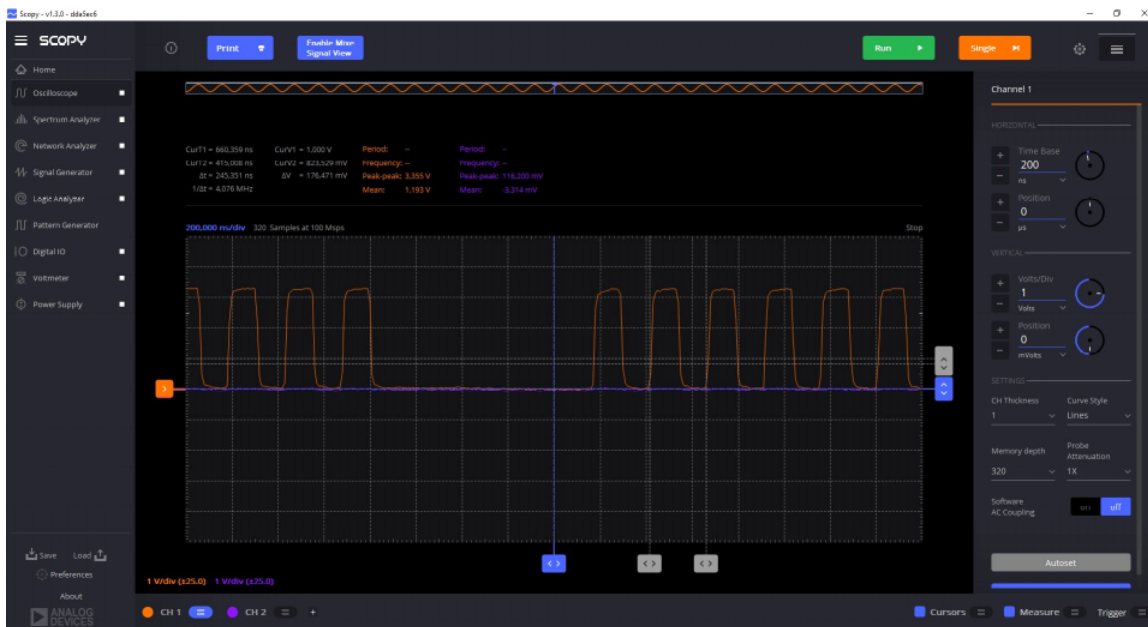 Scopy - v1.3.0 - dda5ec6
SCOPY
Print
Enable Mixe
Signal View
Run
Single
Home
Oscilloscope
Spectrum Analyzer
Network Analyzer
Signal Generator
Logic Analyzer
Pattern Generator
Digital IO
Voltmeter
Power Supply
Save Load
Preferences
About
ANALOG
DEVICES
CurT1 = 660,359 ns CurV1 = 1,000 V Period: -- Period: --
CurT2 = 415,008 ns CurV2 = 823,529 mV Frequency: -- Frequency: --
Δt = 245,351 ns ΔV = 176,471 mV Peak-peak: 3,355 V Peak-peak: 116,200 mV
1/Δt = 4,076 MHz Mean: 1,193 V Mean: -3,314 mV
200,000 ns/div 320 Samples at 100 Msps Stop
1 V/div (±25.0) 1 V/div (±25.0)
CH 1 CH 2 +
Cursors Measure Trigger
Channel 1
HORIZONTAL
+ Time Base
200
- ns
+ Position
0
- µs
VERTICAL
+ Volts/Div
1
- Volts
+ Position
0
- mVolts
SETTINGS
CH Thickness Curve Style
1 Lines
Memory depth Probe
Attenuation
320 1X
Software
AC Coupling on off
Autoset